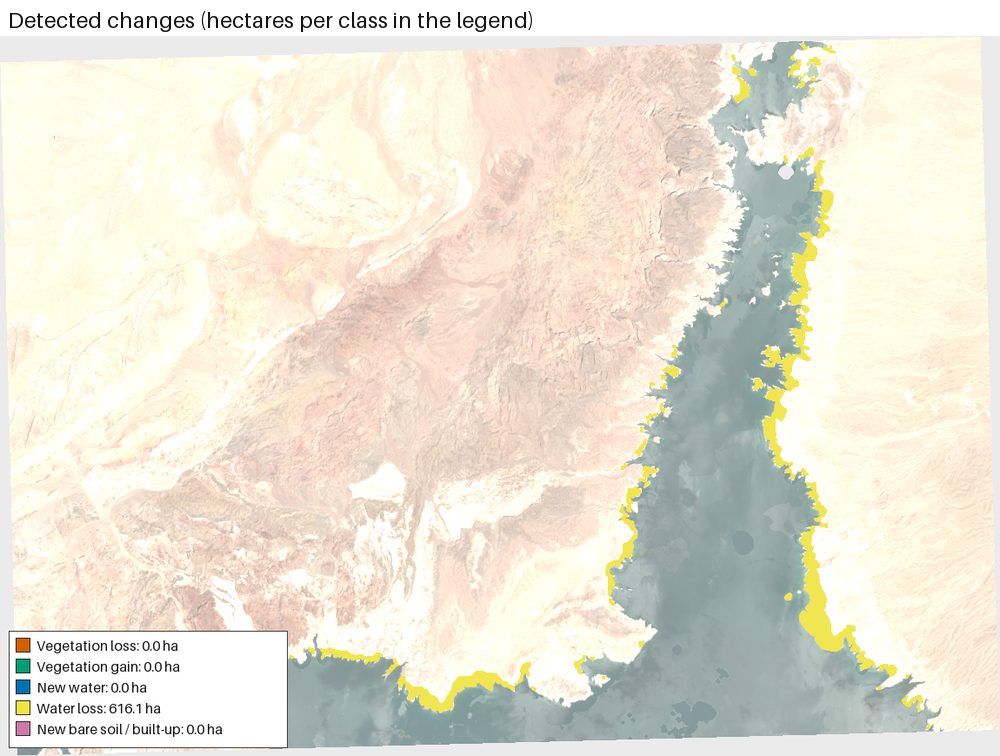 Detected changes (hectares per class in the legend)
Vegetation loss: 0.0 ha
Vegetation gain: 0.0 ha
New water: 0.0 ha
Water loss: 616.1 ha
New bare soil / built-up: 0.0 ha